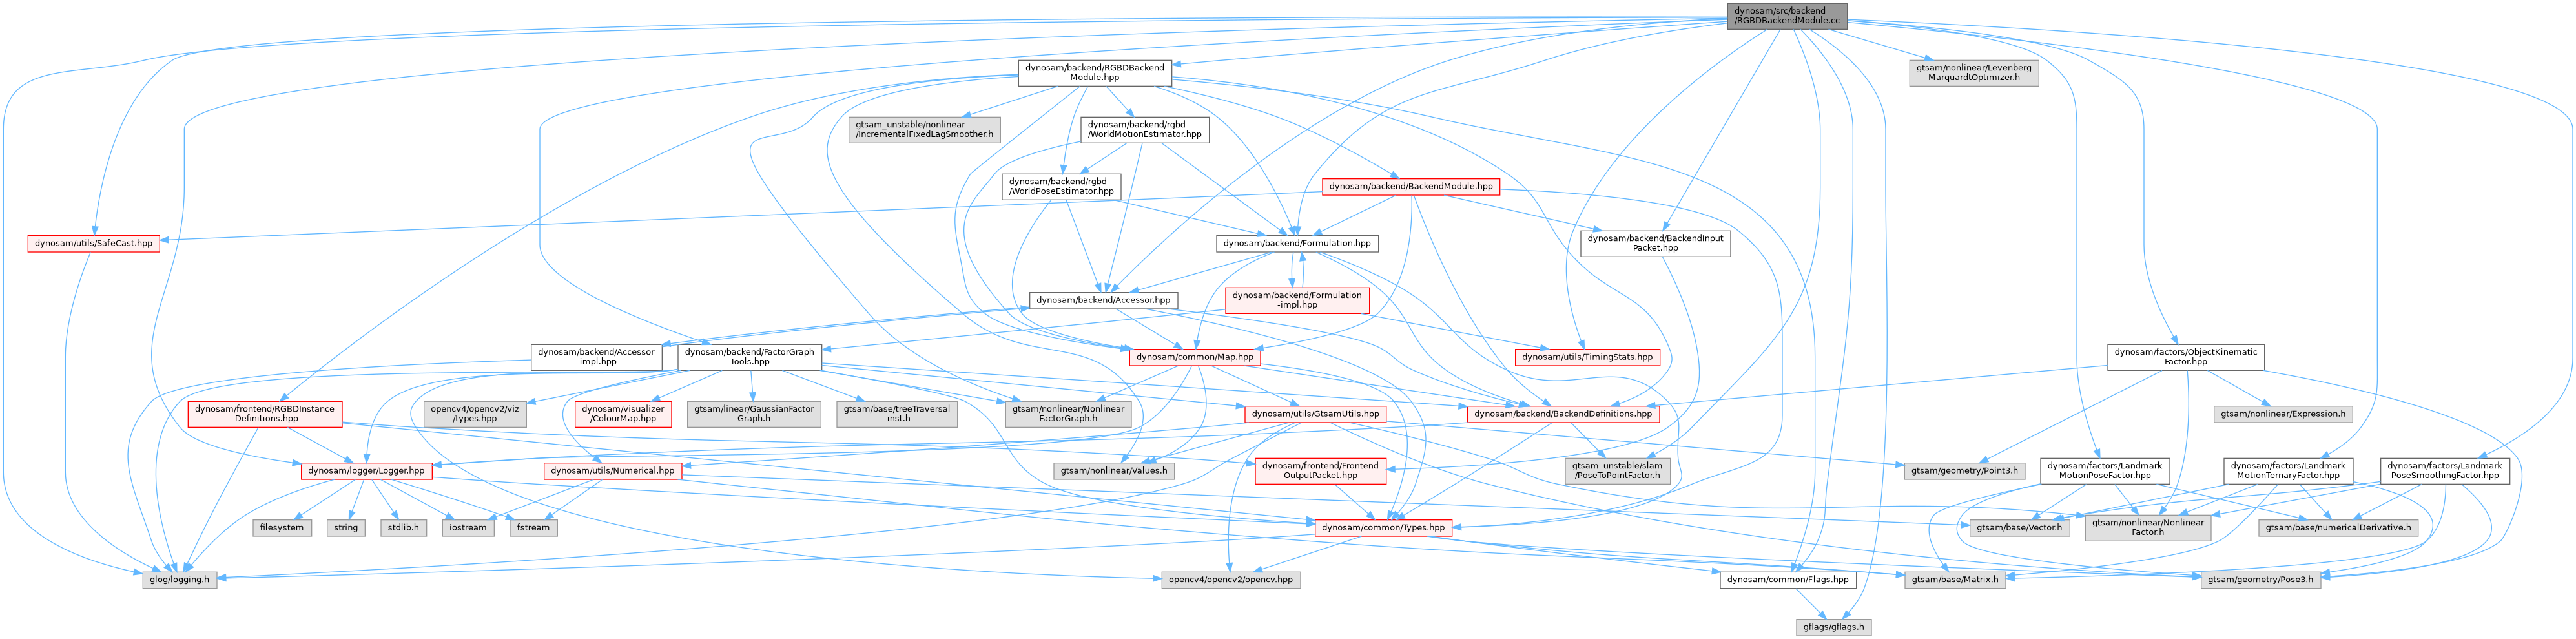 dynosam/src/backend
/RGBDBackendModule.cc
dynosam/backend/RGBDBackend
Module.hpp
gtsam/nonlinear/Levenberg
MarquardtOptimizer.h
gtsam_unstable/nonlinear
/IncrementalFixedLagSmoother.h
dynosam/backend/rgbd
/WorldMotionEstimator.hpp
dynosam/backend/rgbd
/WorldPoseEstimator.hpp
dynosam/backend/BackendModule.hpp
dynosam/utils/SafeCast.hpp
dynosam/backend/Formulation.hpp
dynosam/backend/BackendInput
Packet.hpp
dynosam/backend/Accessor.hpp
dynosam/backend/Formulation
-impl.hpp
dynosam/backend/Accessor
-impl.hpp
dynosam/backend/FactorGraph
Tools.hpp
dynosam/common/Map.hpp
dynosam/utils/TimingStats.hpp
dynosam/factors/ObjectKinematic
Factor.hpp
dynosam/frontend/RGBDInstance
-Definitions.hpp
opencv4/opencv2/viz
/types.hpp
dynosam/visualizer
/ColourMap.hpp
gtsam/linear/GaussianFactor
Graph.h
gtsam/base/treeTraversal
-inst.h
gtsam/nonlinear/Nonlinear
FactorGraph.h
dynosam/utils/GtsamUtils.hpp
dynosam/backend/BackendDefinitions.hpp
gtsam/nonlinear/Expression.h
dynosam/logger/Logger.hpp
dynosam/utils/Numerical.hpp
gtsam/nonlinear/Values.h
dynosam/frontend/Frontend
OutputPacket.hpp
gtsam_unstable/slam
/PoseToPointFactor.h
gtsam/geometry/Point3.h
dynosam/factors/Landmark
MotionPoseFactor.hpp
dynosam/factors/Landmark
MotionTernaryFactor.hpp
dynosam/factors/Landmark
PoseSmoothingFactor.hpp
filesystem
string
stdlib.h
iostream
fstream
dynosam/common/Types.hpp
gtsam/base/Vector.h
gtsam/nonlinear/Nonlinear
Factor.h
gtsam/base/numericalDerivative.h
glog/logging.h
opencv4/opencv2/opencv.hpp
dynosam/common/Flags.hpp
gtsam/base/Matrix.h
gtsam/geometry/Pose3.h
gflags/gflags.h